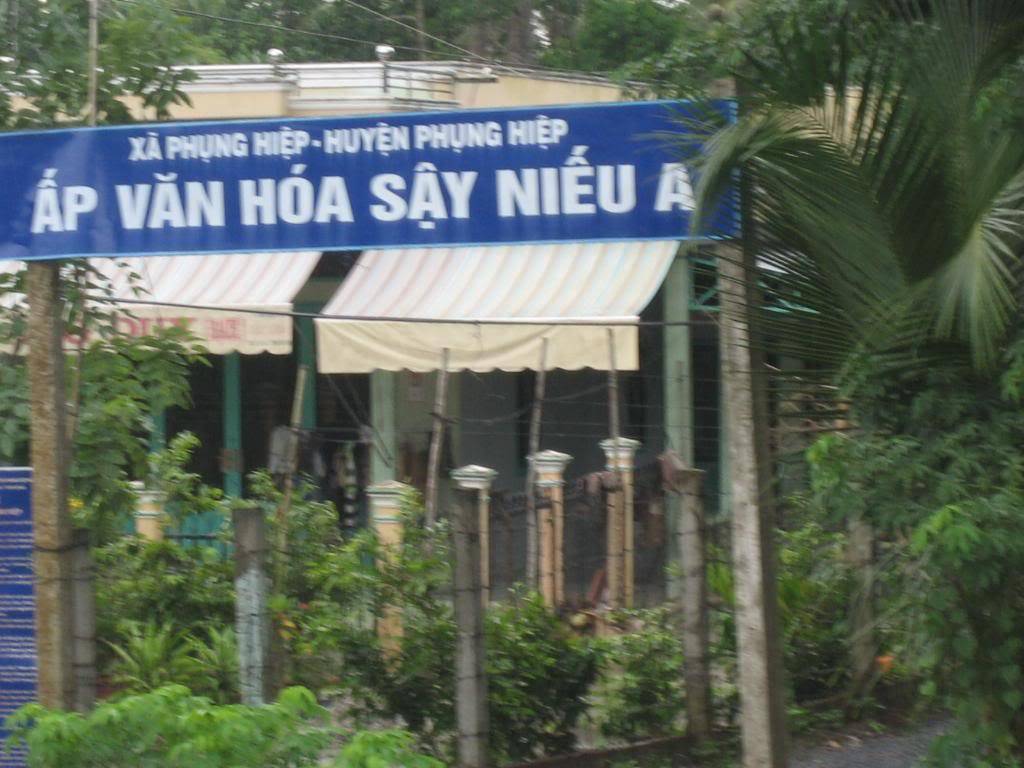 XÃ PHỤNG HIỆP - HUYỆN PHỤNG HIỆP
ẤP VĂN HÓA SẬY NIẾU A